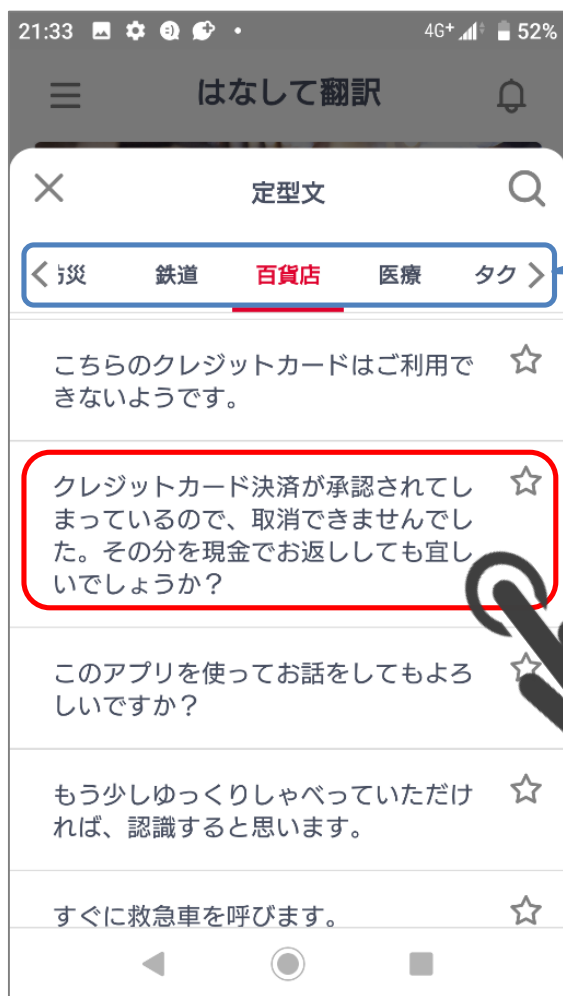 21:33
4G+
52%
はなして翻訳
定型文
災 鉄道 百貨店 医療 タク
こちらのクレジットカードはご利用で
きないようです。
クレジットカード決済が承認されてし
まっているので、取消できませんでし
た。その分を現金でお返ししても宜し
いでしょうか？
このアプリを使ってお話をしてもよろ
しいですか？
もう少しゆっくりしゃべっていただけ
れば、認識すると思います。
すぐに救急車を呼びます。